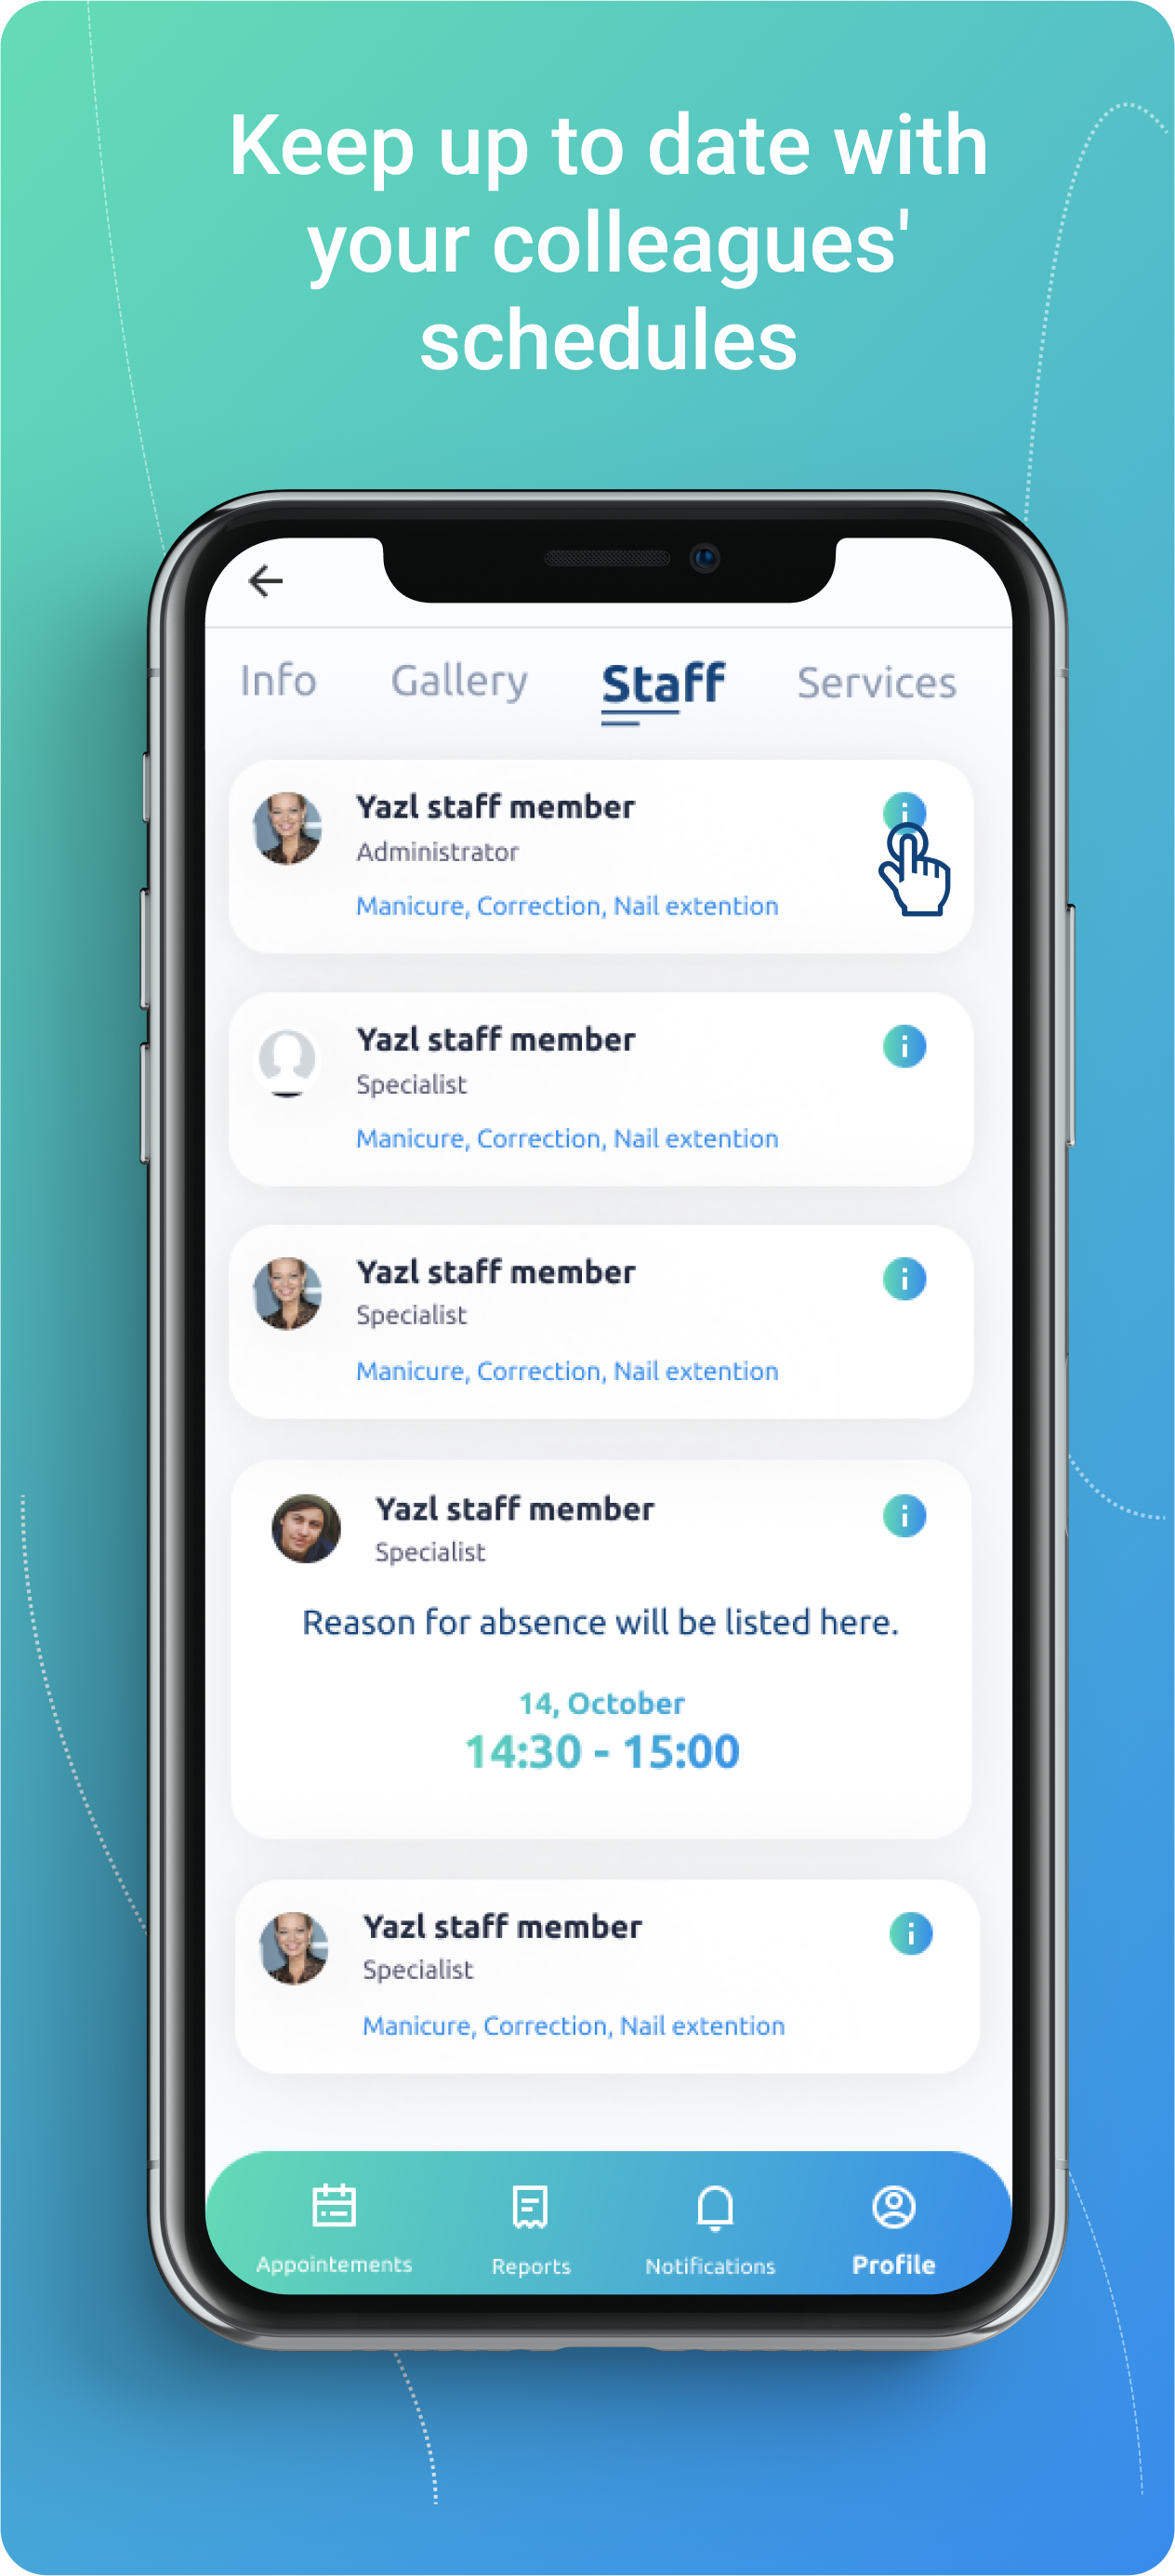 Keep up to date with
your colleagues'
schedules
Info Gallery Staff Services
Yazl staff member
Administrator
Manicure, Correction, Nail extention
Yazl staff member
Specialist
Manicure, Correction, Nail extention
Yazl staff member
Specialist
Manicure, Correction, Nail extention
Yazl staff member
Specialist
Reason for absence will be listed here.
14, October
14:30 - 15:00
Yazl staff member
Specialist
Manicure, Correction, Nail extention
Appointements Reports Notifications Profile